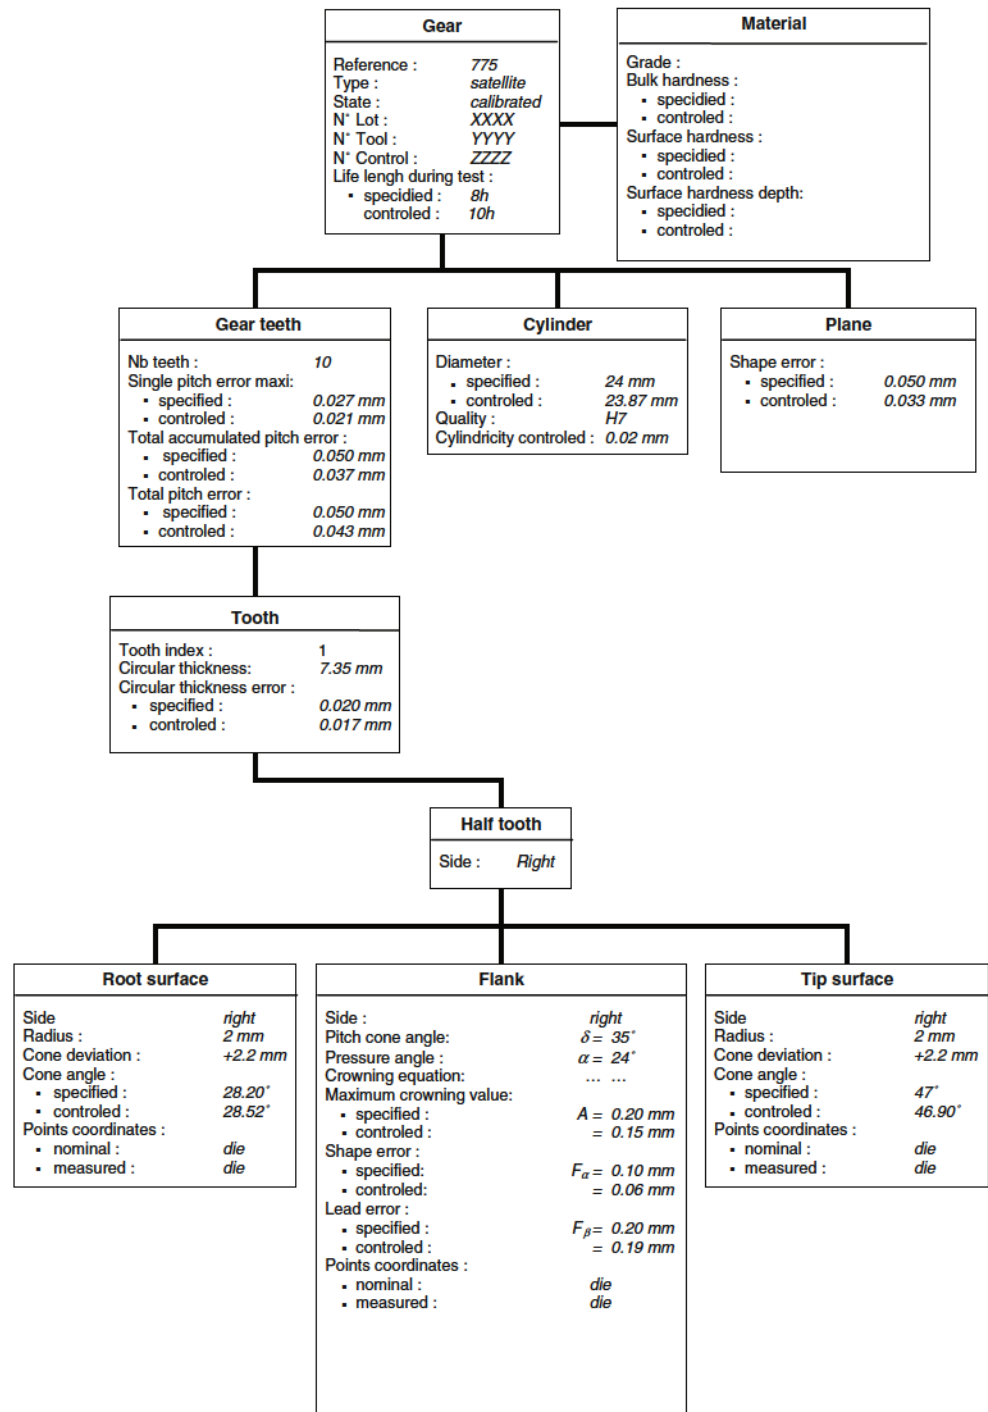 Gear
Reference : 775
Type : satellite
State : calibrated
N° Lot : XXXX
N° Tool : YYYY
N° Control : ZZZZ
Life lengh during test :
▪ specidied : 8h
controled : 10h
Material
Grade :
Bulk hardness :
▪ specidied :
▪ controled :
Surface hardness :
▪ specidied :
▪ controled :
Surface hardness depth:
▪ specidied :
▪ controled :
Gear teeth
Nb teeth : 10
Single pitch error maxi:
▪ specified : 0.027 mm
▪ controled : 0.021 mm
Total accumulated pitch error :
▪ specified : 0.050 mm
▪ controled : 0.037 mm
Total pitch error :
▪ specified : 0.050 mm
▪ controled : 0.043 mm
Cylinder
Diameter :
▪ specified : 24 mm
▪ controled : 23.87 mm
Quality : H7
Cylindricity controled : 0.02 mm
Plane
Shape error :
▪ specified : 0.050 mm
▪ controled : 0.033 mm
Tooth
Tooth index : 1
Circular thickness: 7.35 mm
Circular thickness error :
▪ specified : 0.020 mm
▪ controled : 0.017 mm
Half tooth
Side : Right
Root surface
Side right
Radius : 2 mm
Cone deviation : +2.2 mm
Cone angle :
▪ specified : 28.20°
▪ controled : 28.52°
Points coordinates :
▪ nominal : die
▪ measured : die
Flank
Side : right
Pitch cone angle: δ = 35°
Pressure angle : α = 24°
Crowning equation: ... ...
Maximum crowning value:
▪ specified : A = 0.20 mm
▪ controled : = 0.15 mm
Shape error :
▪ specified: Fα = 0.10 mm
▪ controled: = 0.06 mm
Lead error :
▪ specified : Fβ = 0.20 mm
▪ controled : = 0.19 mm
Points coordinates :
▪ nominal : die
▪ measured : die
Tip surface
Side right
Radius : 2 mm
Cone deviation : +2.2 mm
Cone angle :
▪ specified : 47°
▪ controled : 46.90°
Points coordinates :
▪ nominal : die
▪ measured : die